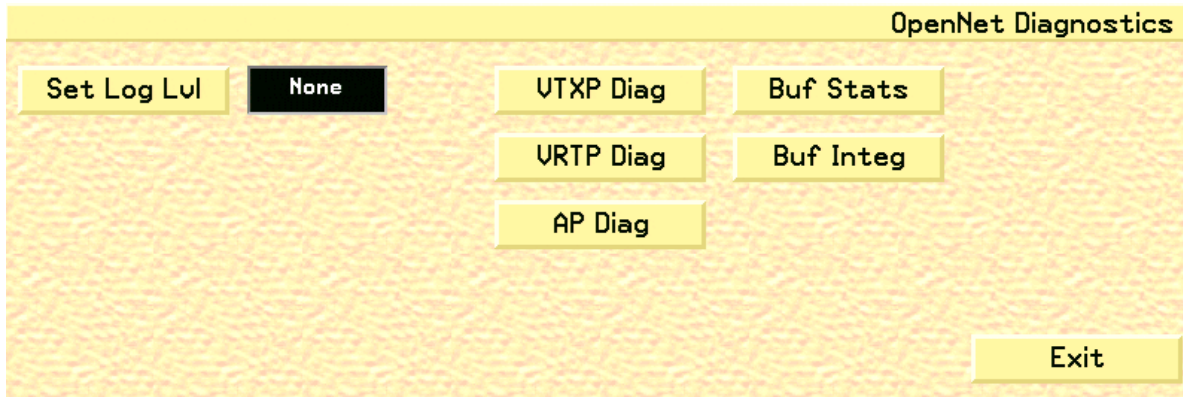 OpenNet Diagnostics
Set Log Lvl None VTXP Diag Buf Stats
VRTP Diag Buf Integ
AP Diag
Exit